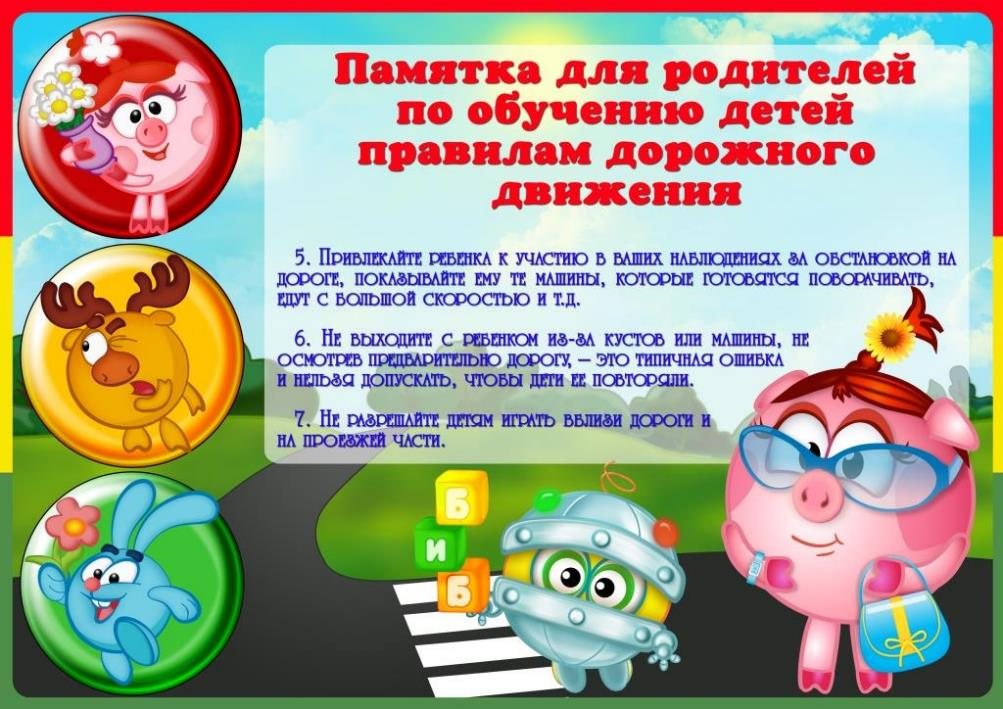 Памятка для родителей
по обучению детей
правилам дорожного
движения
5. Привлекайте ребенка к участию в ваших наблюдениях за обстановкой на
дороге, показывайте ему те машины, которые готовятся поворачивать,
едут с большой скоростью и т.д.
6. Не выходите с ребенком из-за кустов или машины, не
осмотрев предварительно дорогу, – это типичная ошибка
и нельзя допускать, чтобы дети ее повторяли.
7. Не разрешайте детям играть вблизи дороги и
на проезжей части.
Б
И
Б